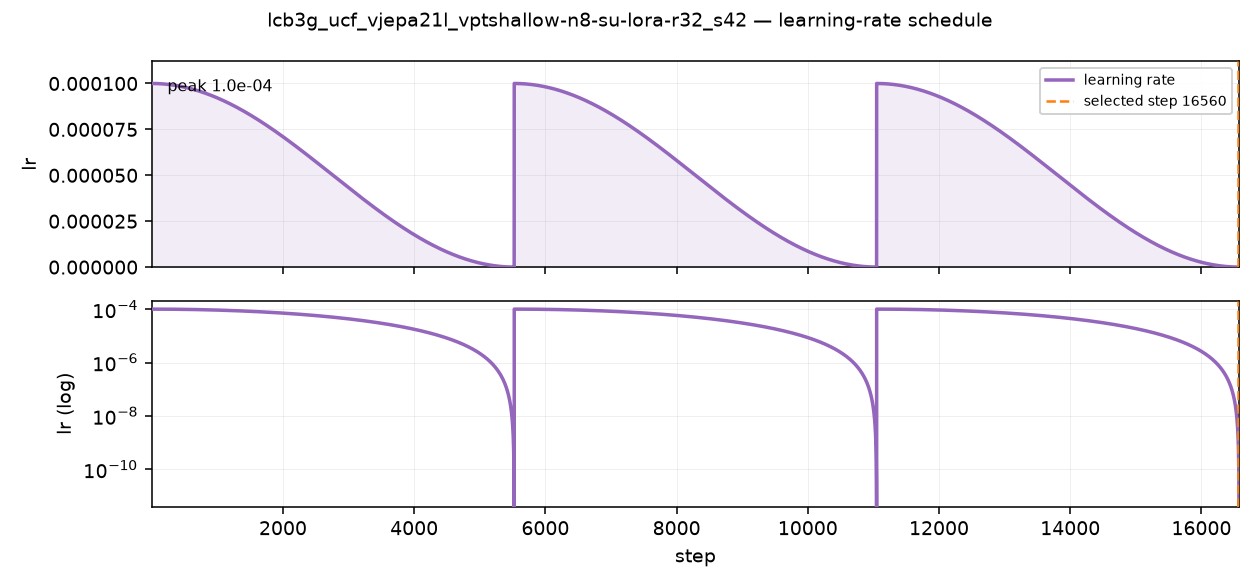 lcb3g_ucf_vjepa21l_vptshallow-n8-su-lora-r32_s42 — learning-rate schedule
0.000100
0.000075
0.000050
0.000025
0.000000
lr
peak 1.0e-04
learning rate
selected step 16560
10⁻⁴
10⁻⁶
10⁻⁸
10⁻¹⁰
lr (log)
2000 4000 6000 8000 10000 12000 14000 16000
step